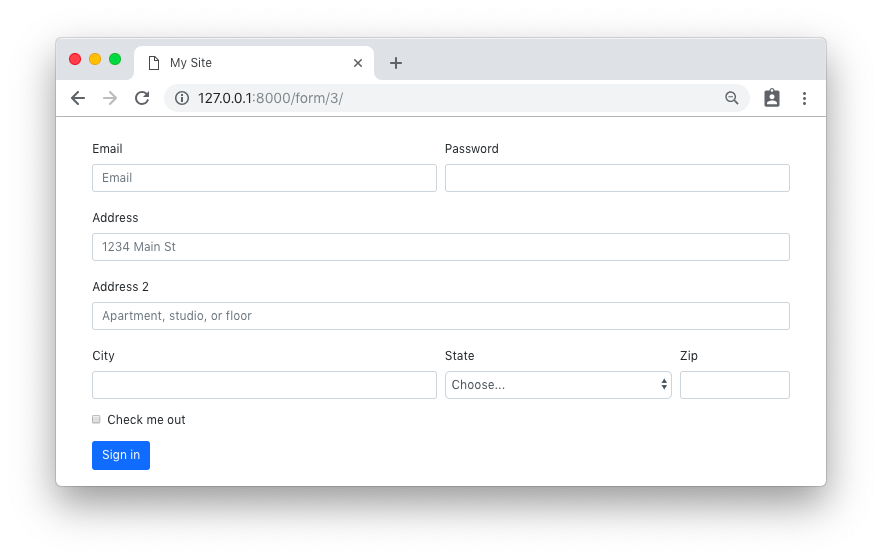 My Site
127.0.0.1:8000/form/3/
Email Password
Email
Address
1234 Main St
Address 2
Apartment, studio, or floor
City State Zip
Choose...
Check me out
Sign in